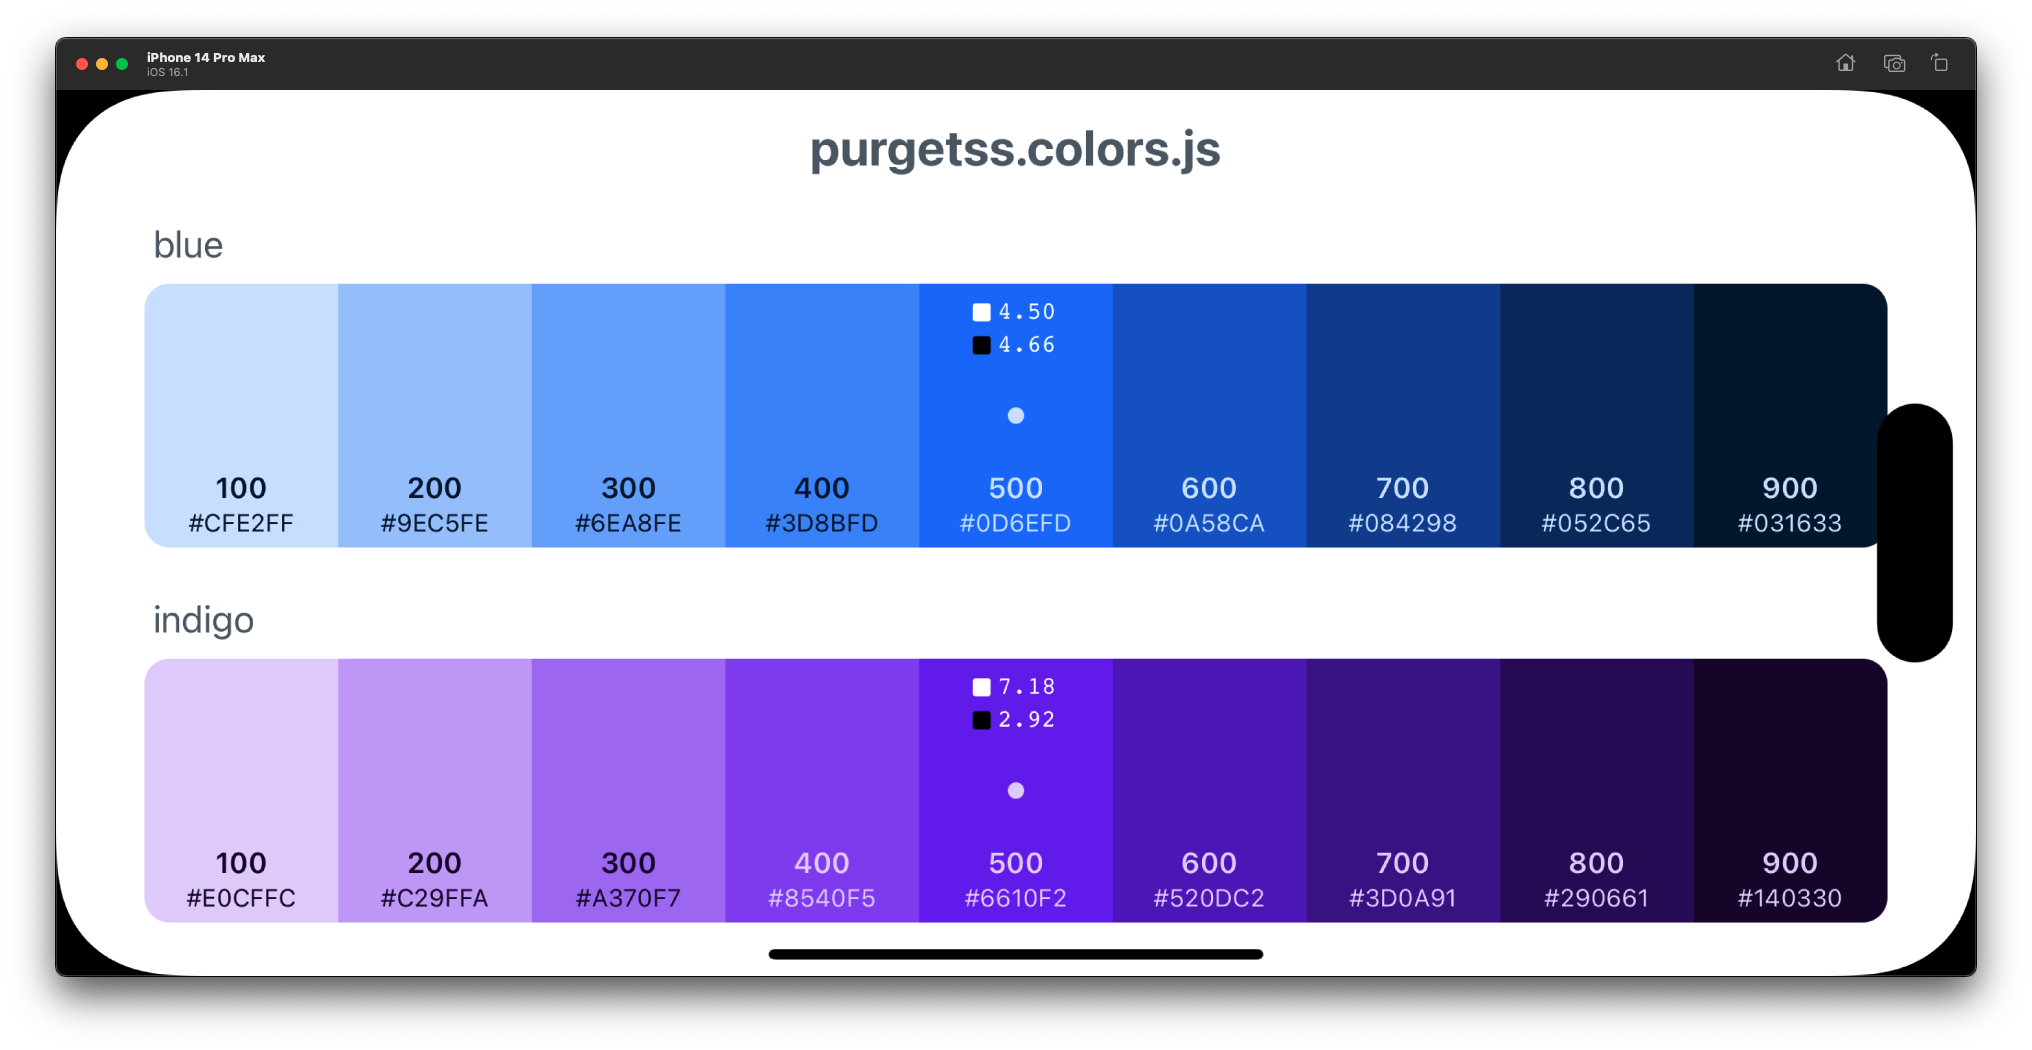 iPhone 14 Pro Max
iOS 16.1
purgetss.colors.js
blue
4.50
4.66
100 200 300 400 500 600 700 800 900
#CFE2FF #9EC5FE #6EA8FE #3D8BFD #0D6EFD #0A58CA #084298 #052C65 #031633
indigo
7.18
2.92
100 200 300 400 500 600 700 800 900
#E0CFFC #C29FFA #A370F7 #8540F5 #6610F2 #520DC2 #3D0A91 #290661 #140330